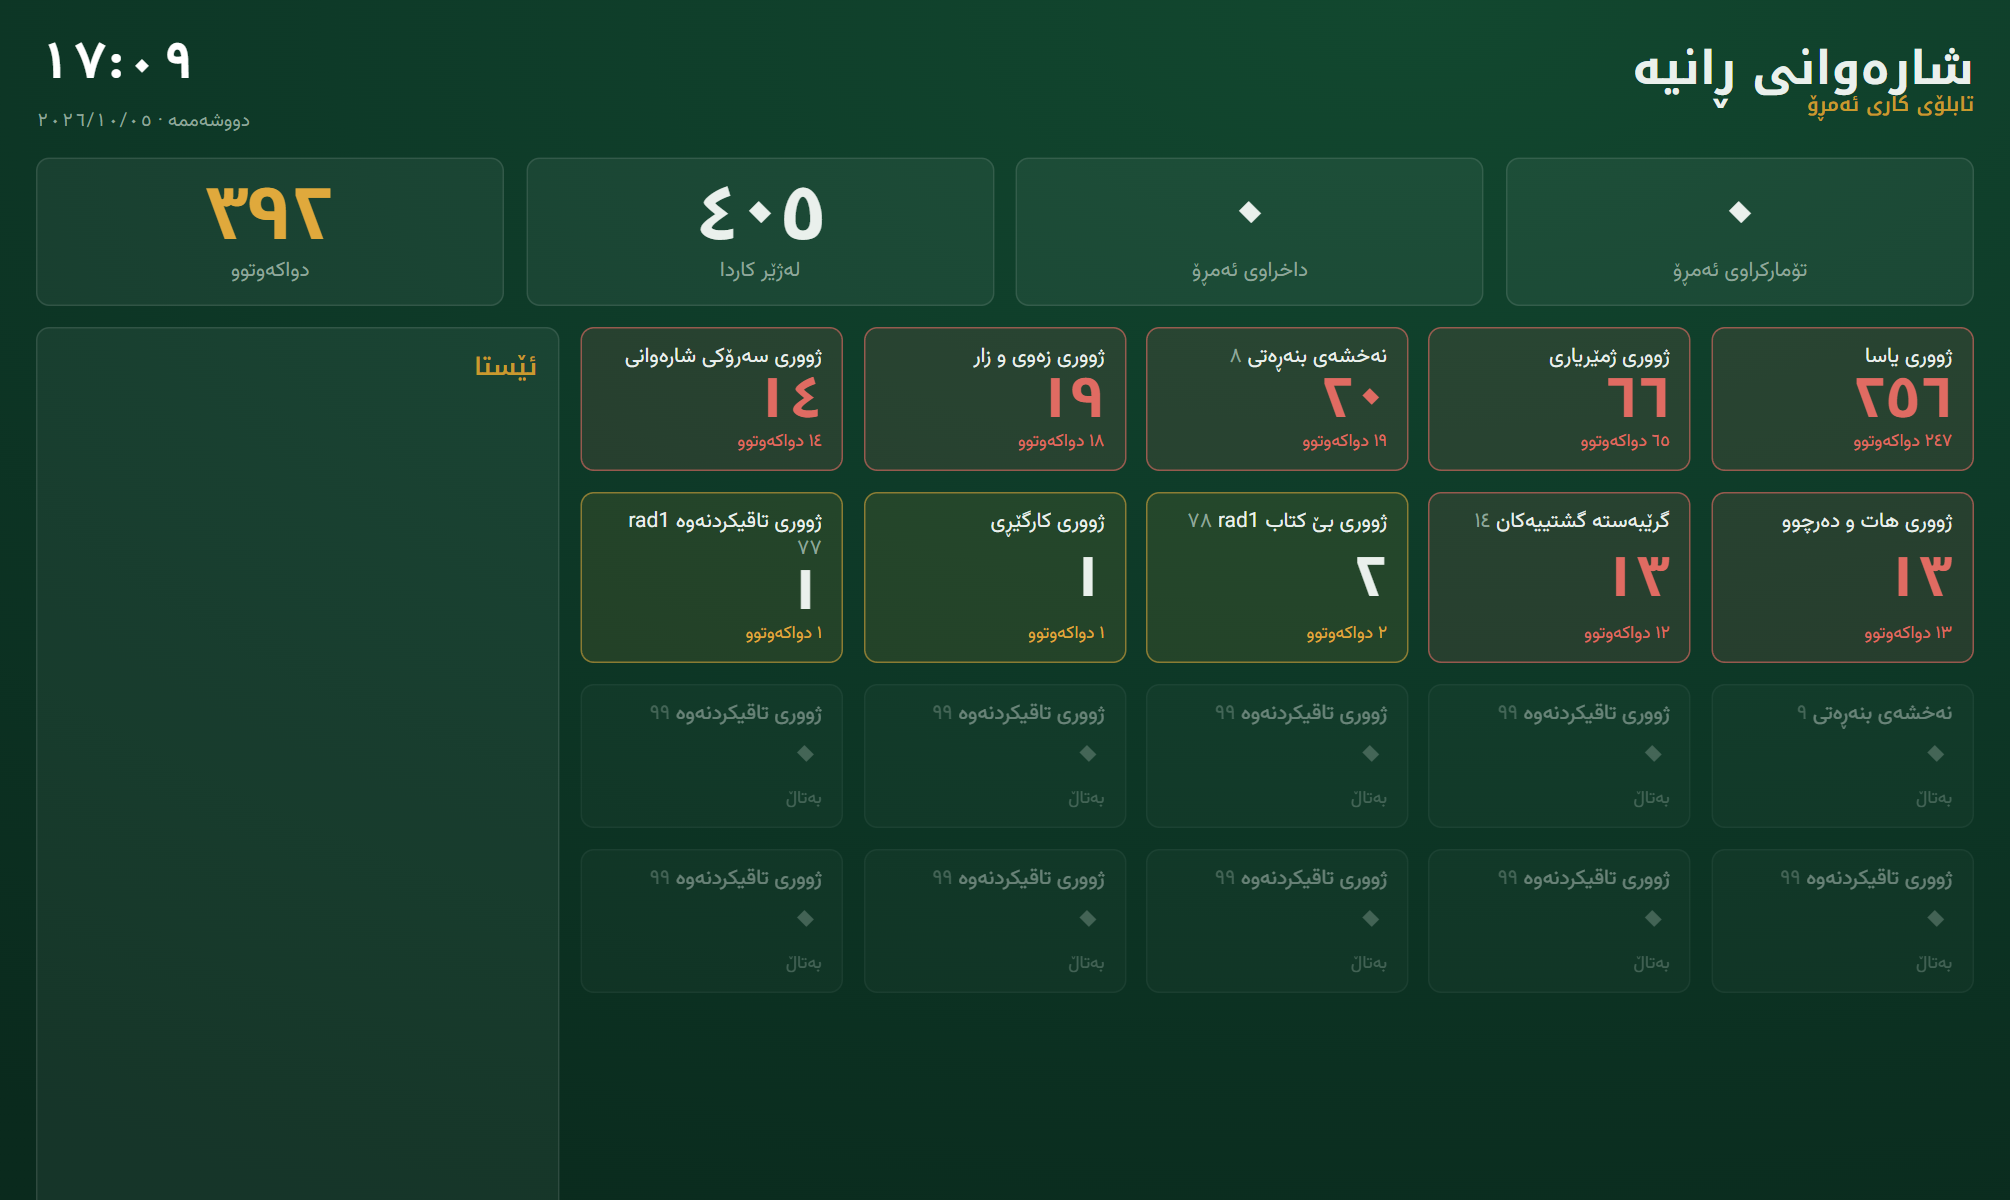 شارەوانی ڕانیە
تابلۆی کاری ئەمڕۆ
١٧:٠٩
دووشەممە · ٢٠٢٦/١٠/٠٥
٠
تۆمارکراوی ئەمڕۆ
٠
داخراوی ئەمڕۆ
٤٠٥
لەژێر کاردا
٣٩٢
دواکەوتوو
ژووری یاسا
٢٥٦
٢٤٧ دواکەوتوو
ژووری ژمێریاری
٦٦
٦٥ دواکەوتوو
نەخشەی بنەڕەتی ٨
٢٠
١٩ دواکەوتوو
ژووری زەوی و زار
١٩
١٨ دواکەوتوو
ژووری سەرۆکی شارەوانی
١٤
١٤ دواکەوتوو
ژووری هات و دەرچوو
١٣
١٣ دواکەوتوو
گرێبەستە گشتییەکان ١٤
١٣
١٢ دواکەوتوو
ژووری بێ کتاب rad1 ٧٨
٢
٢ دواکەوتوو
ژووری کارگێڕی
١
١ دواکەوتوو
ژووری تاقیکردنەوە rad1
٧٧
١
١ دواکەوتوو
نەخشەی بنەڕەتی ٩
٠
بەتاڵ
ژووری تاقیکردنەوە ٩٩
٠
بەتاڵ
ژووری تاقیکردنەوە ٩٩
٠
بەتاڵ
ژووری تاقیکردنەوە ٩٩
٠
بەتاڵ
ژووری تاقیکردنەوە ٩٩
٠
بەتاڵ
ژووری تاقیکردنەوە ٩٩
٠
بەتاڵ
ژووری تاقیکردنەوە ٩٩
٠
بەتاڵ
ژووری تاقیکردنەوە ٩٩
٠
بەتاڵ
ژووری تاقیکردنەوە ٩٩
٠
بەتاڵ
ژووری تاقیکردنەوە ٩٩
٠
بەتاڵ
ئێستا